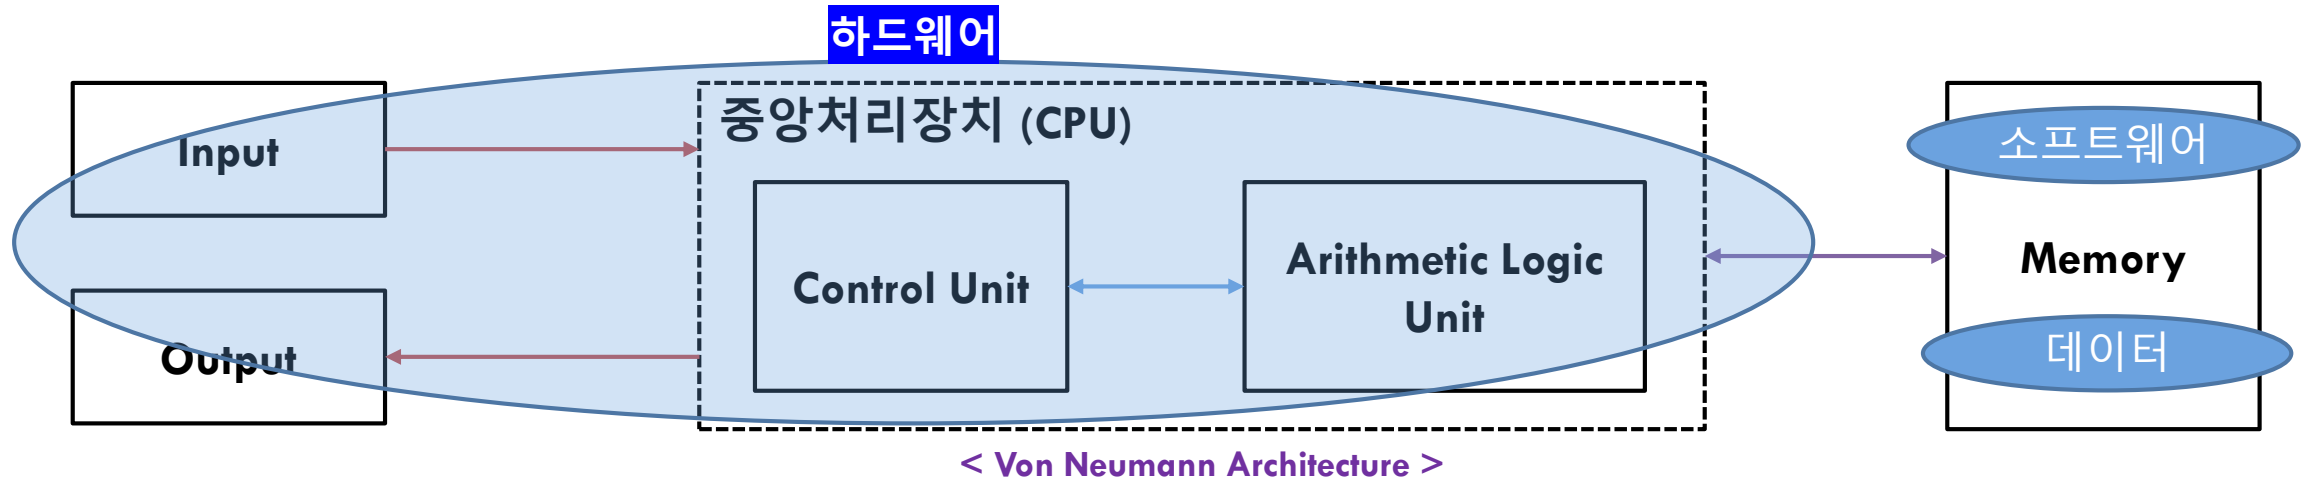 하드웨어
중앙처리장치 (CPU)
Input
소프트웨어
Control Unit
Arithmetic Logic
Unit
Memory
Output
데이터
< Von Neumann Architecture >